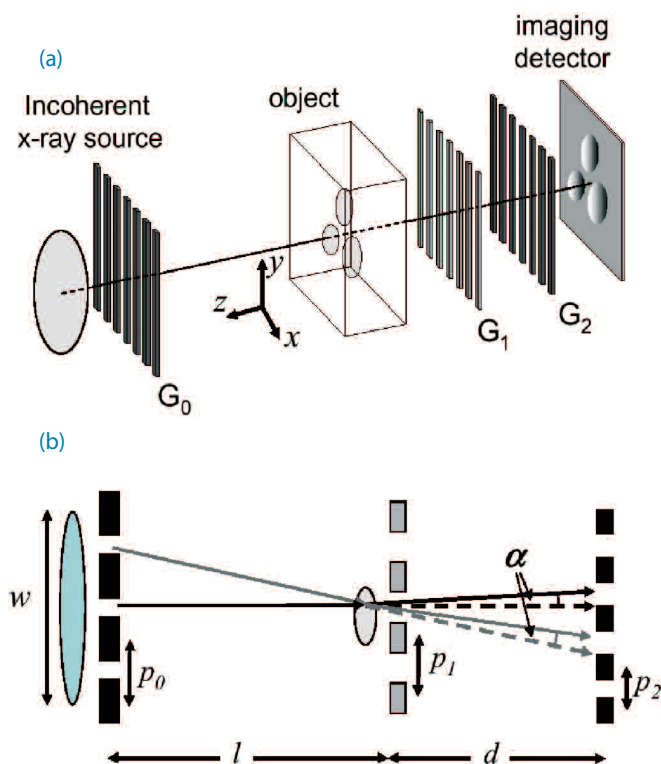 (a)
Incoherent
x-ray source
object
imaging
detector
y
z
x
G0
G1
G2
(b)
w
p0
α
p1
p2
l
d